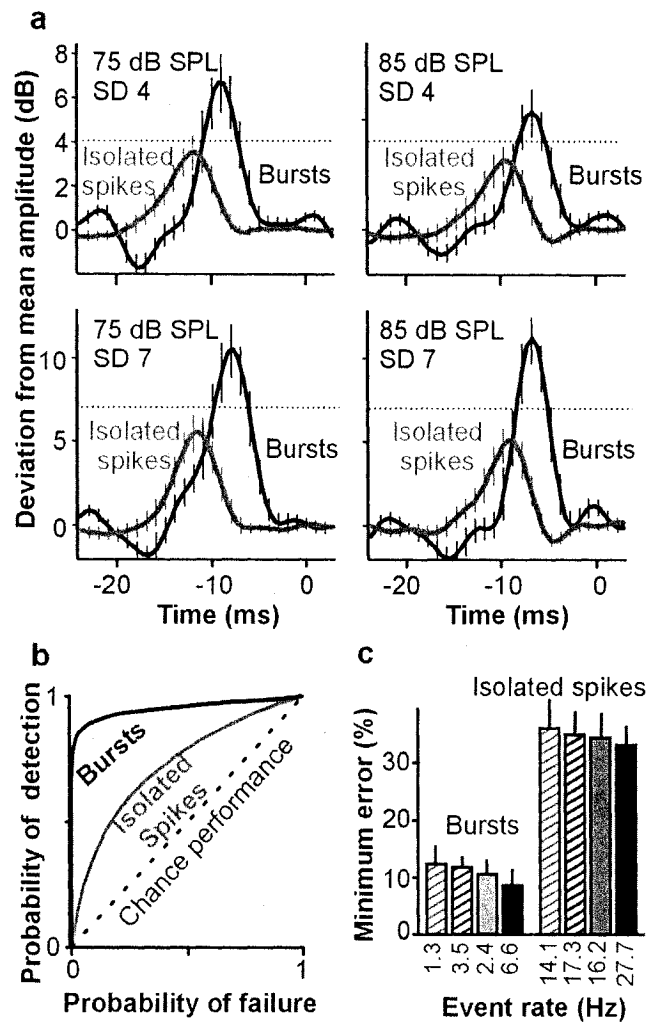 a
Deviation from mean amplitude (dB)
75 dB SPL
SD 4
8
6
4
2
0
Isolated
spikes
Bursts
85 dB SPL
SD 4
Isolated
spikes
Bursts
75 dB SPL
SD 7
10
5
0
Isolated
spikes
Bursts
-20
-10
0
Time (ms)
85 dB SPL
SD 7
Isolated
spikes
Bursts
-20
-10
0
Time (ms)
b
Probability of detection
1
0
Bursts
Isolated
Spikes
Chance performance
0
1
Probability of failure
c
Minimum error (%)
30
20
10
0
Isolated spikes
Bursts
1.3
3.5
2.4
6.6
14.1
17.3
16.2
27.7
Event rate (Hz)